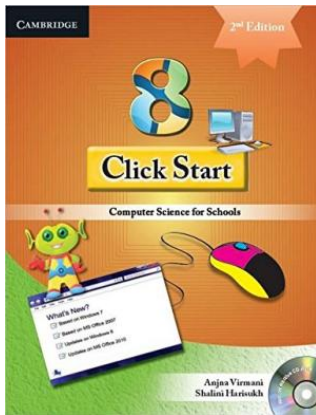 CAMBRIDGE
2nd Edition
8
Click Start
Computer Science for Schools
What's New?
Based on Windows 7
Based on MS Office 2007
Updates on Windows 8
Updates on MS Office 2010
Anjna Virmani
Shalini Harisukh